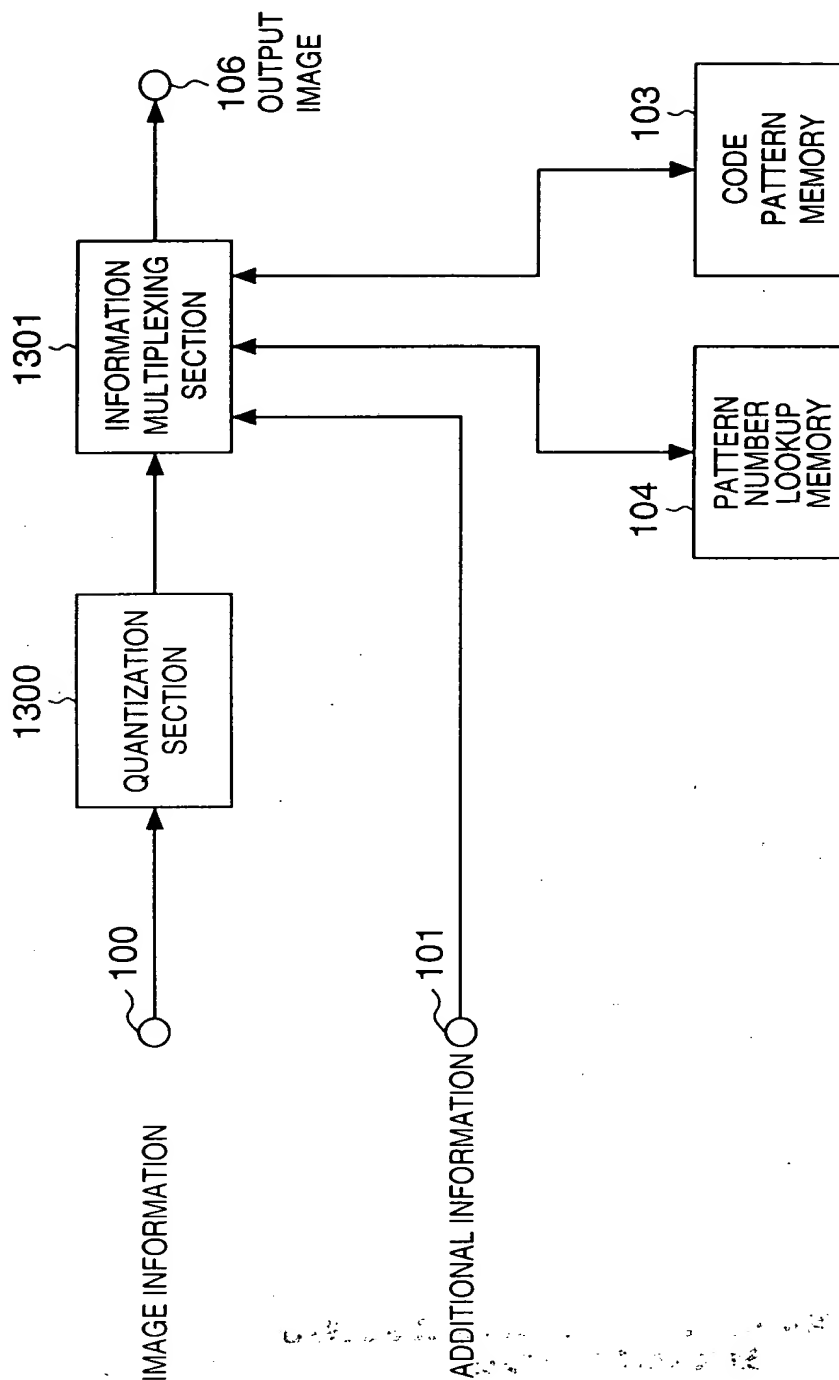 IMAGE INFORMATION
100
1300
QUANTIZATION
SECTION
1301
INFORMATION
MULTIPLEXING
SECTION
106
OUTPUT
IMAGE
ADDITIONAL INFORMATION
101
104
PATTERN
NUMBER
LOOKUP
MEMORY
103
CODE
PATTERN
MEMORY